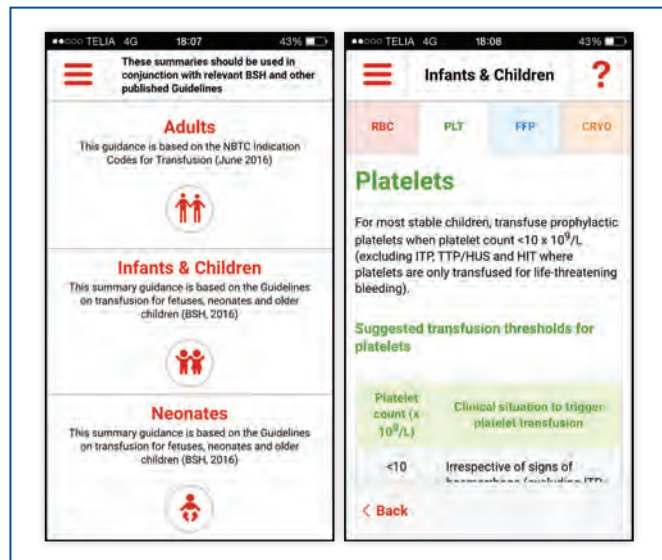 TELIA 4G 18:07 43%
These summaries should be used in
conjunction with relevant BSH and other
published Guidelines
Adults
This guidance is based on the NBTC Indication
Codes for Transfusion (June 2016)
Infants & Children
This summary guidance is based on the Guidelines
on transfusion for fetuses, neonates and older
children (BSH, 2016)
Neonates
This summary guidance is based on the Guidelines
on transfusion for fetuses, neonates and older
children (BSH, 2016)
TELIA 4G 18:08 43%
Infants & Children ?
RBC PLT FFP CRYO
Platelets
For most stable children, transfuse prophylactic
platelets when platelet count <10 x 10⁹/L
(excluding ITP, TTP/HUS and HIT where
platelets are only transfused for life-threatening
bleeding).
Suggested transfusion thresholds for
platelets
Platelet
count (x
10⁹/L)
Clinical situation to trigger
platelet transfusion
<10 Irrespective of signs of
< Back